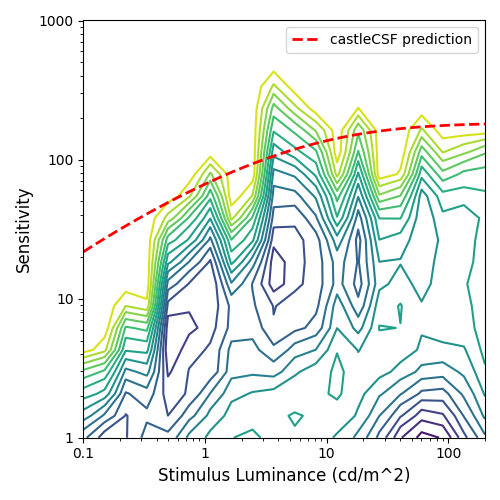 1000
castleCSF prediction
100
Sensitivity
10
1
0.1 1 10 100
Stimulus Luminance (cd/m^2)